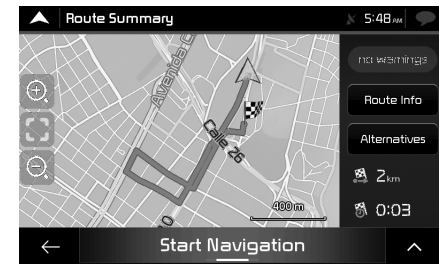 Route Summary
5:48 AM
no warnings
Avenida C
Route Info
Calle 26
Alternatives
2 km
400 m
0:03
Start Navigation